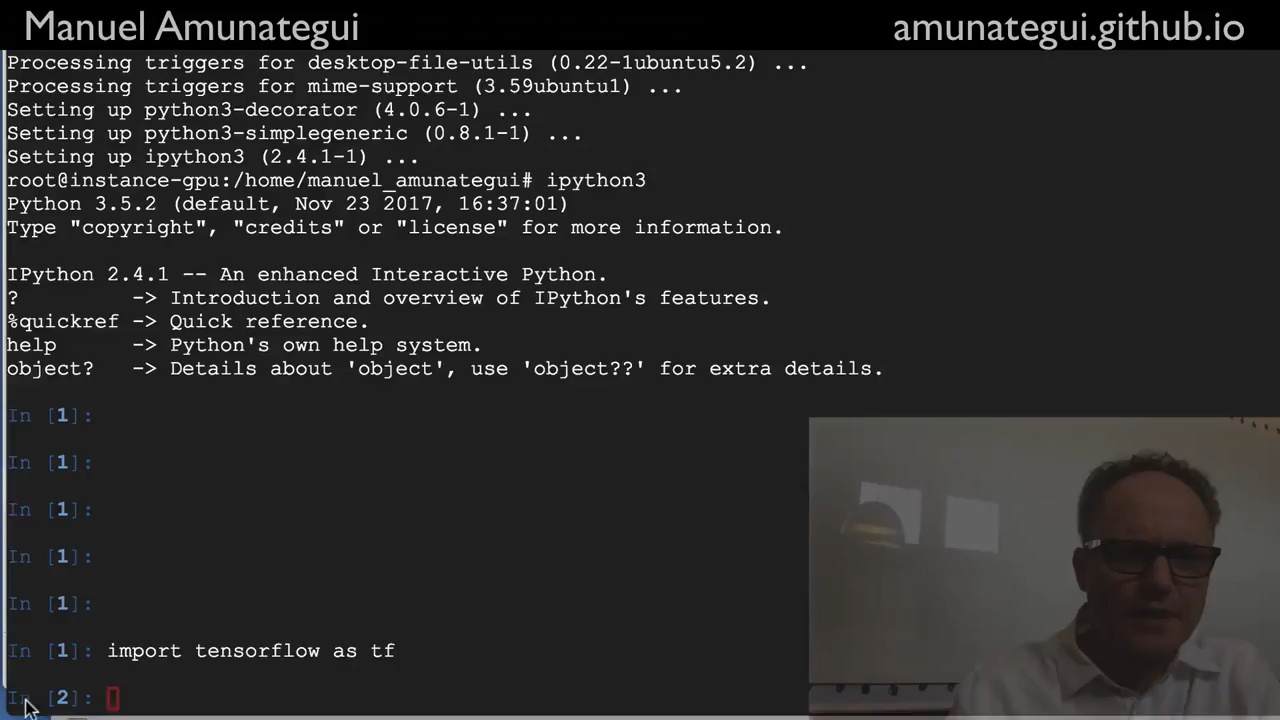 Manuel Amunategui
amunategui.github.io
Processing triggers for desktop-file-utils (0.22-1ubuntu5.2) ...
Processing triggers for mime-support (3.59ubuntu1) ...
Setting up python3-decorator (4.0.6-1) ...
Setting up python3-simplegeneric (0.8.1-1) ...
Setting up ipython3 (2.4.1-1) ...
root@instance-gpu:/home/manuel_amunategui# ipython3
Python 3.5.2 (default, Nov 23 2017, 16:37:01)
Type "copyright", "credits" or "license" for more information.
IPython 2.4.1 -- An enhanced Interactive Python.
?         -> Introduction and overview of IPython's features.
%quickref -> Quick reference.
help      -> Python's own help system.
object?   -> Details about 'object', use 'object??' for extra details.
In [1]:
In [1]:
In [1]:
In [1]:
In [1]:
In [1]: import tensorflow as tf
In [2]: